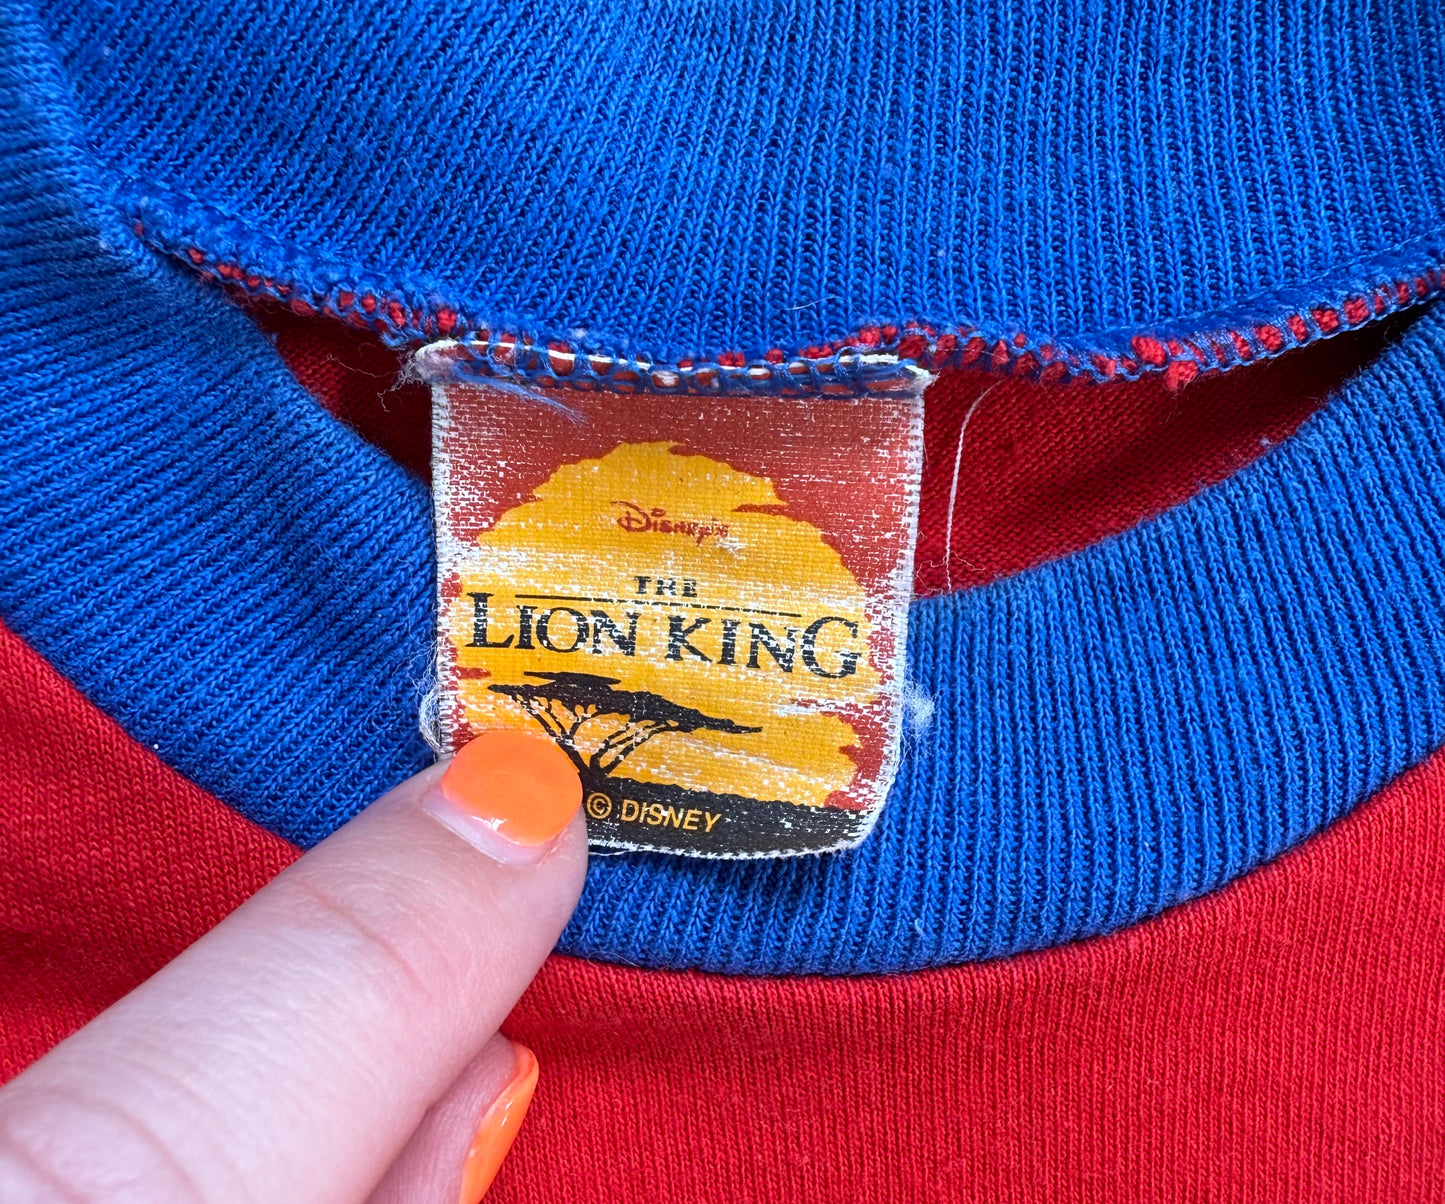 Disney's
THE
LION KING
© DISNEY